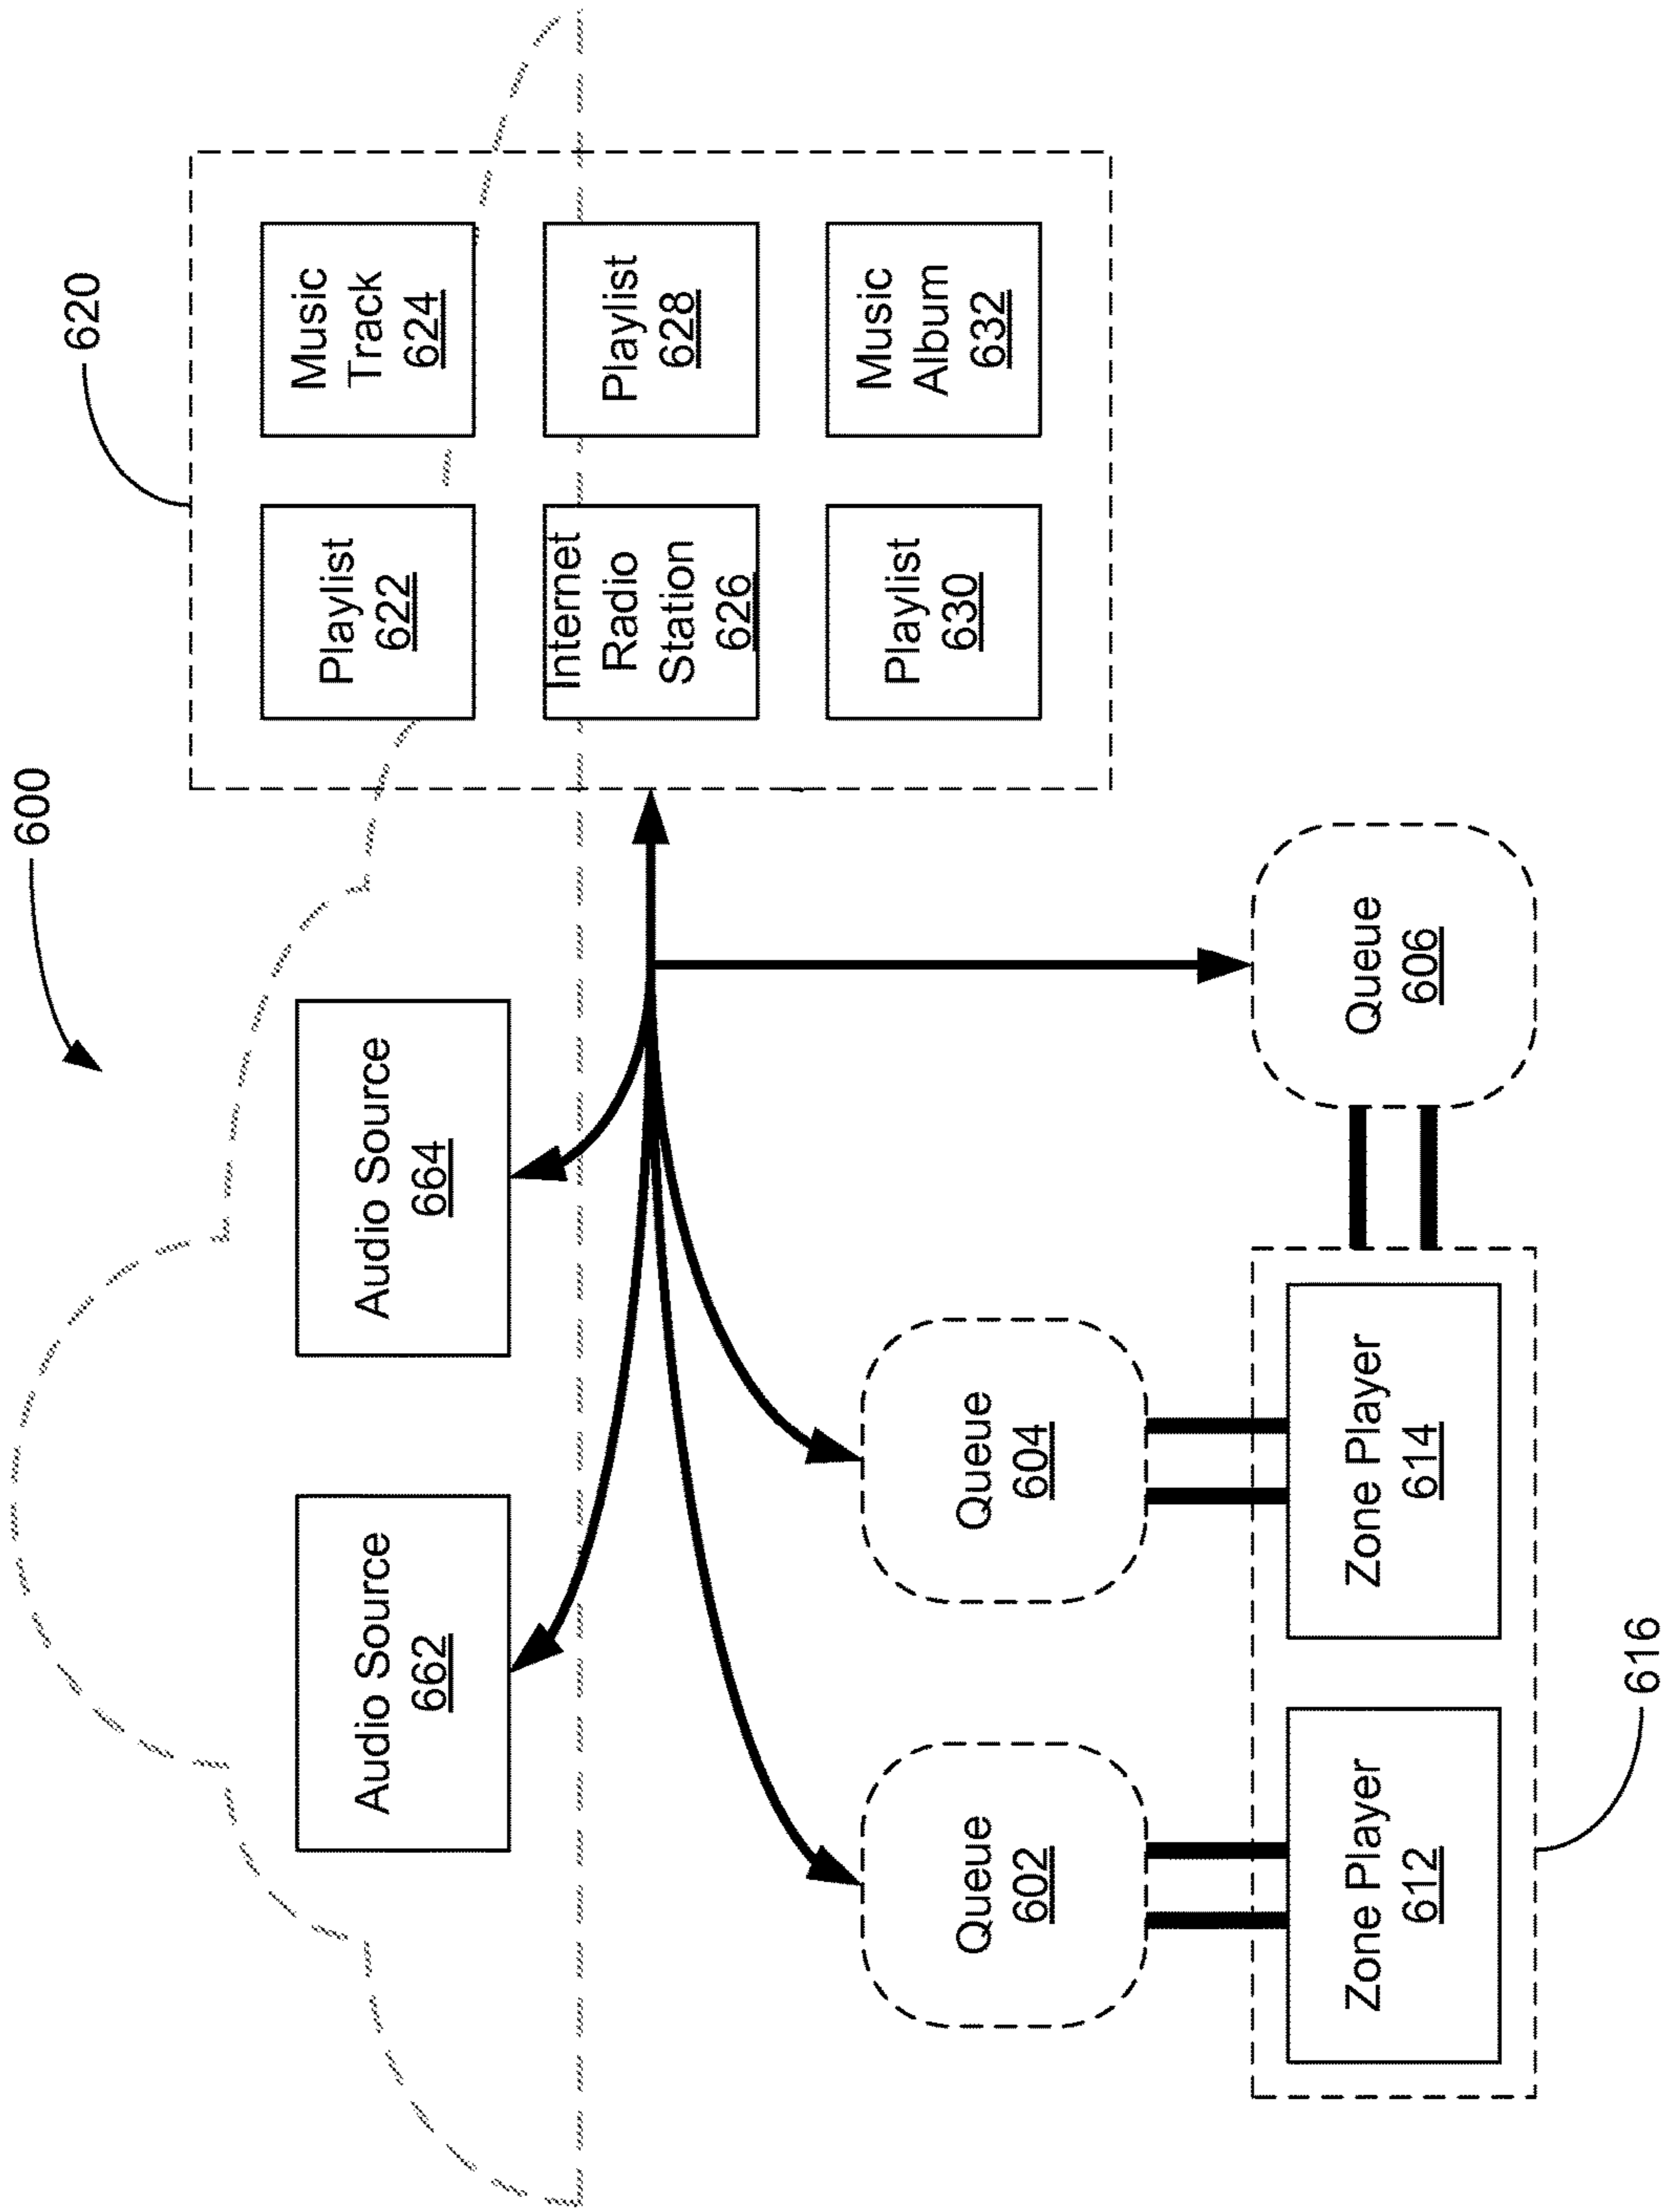 600
620
Audio Source
662
Audio Source
664
Playlist
622
Music
Track
624
Internet
Radio
Station
626
Playlist
628
Playlist
630
Music
Album
632
Queue
602
Queue
604
Queue
606
Zone Player
612
Zone Player
614
616